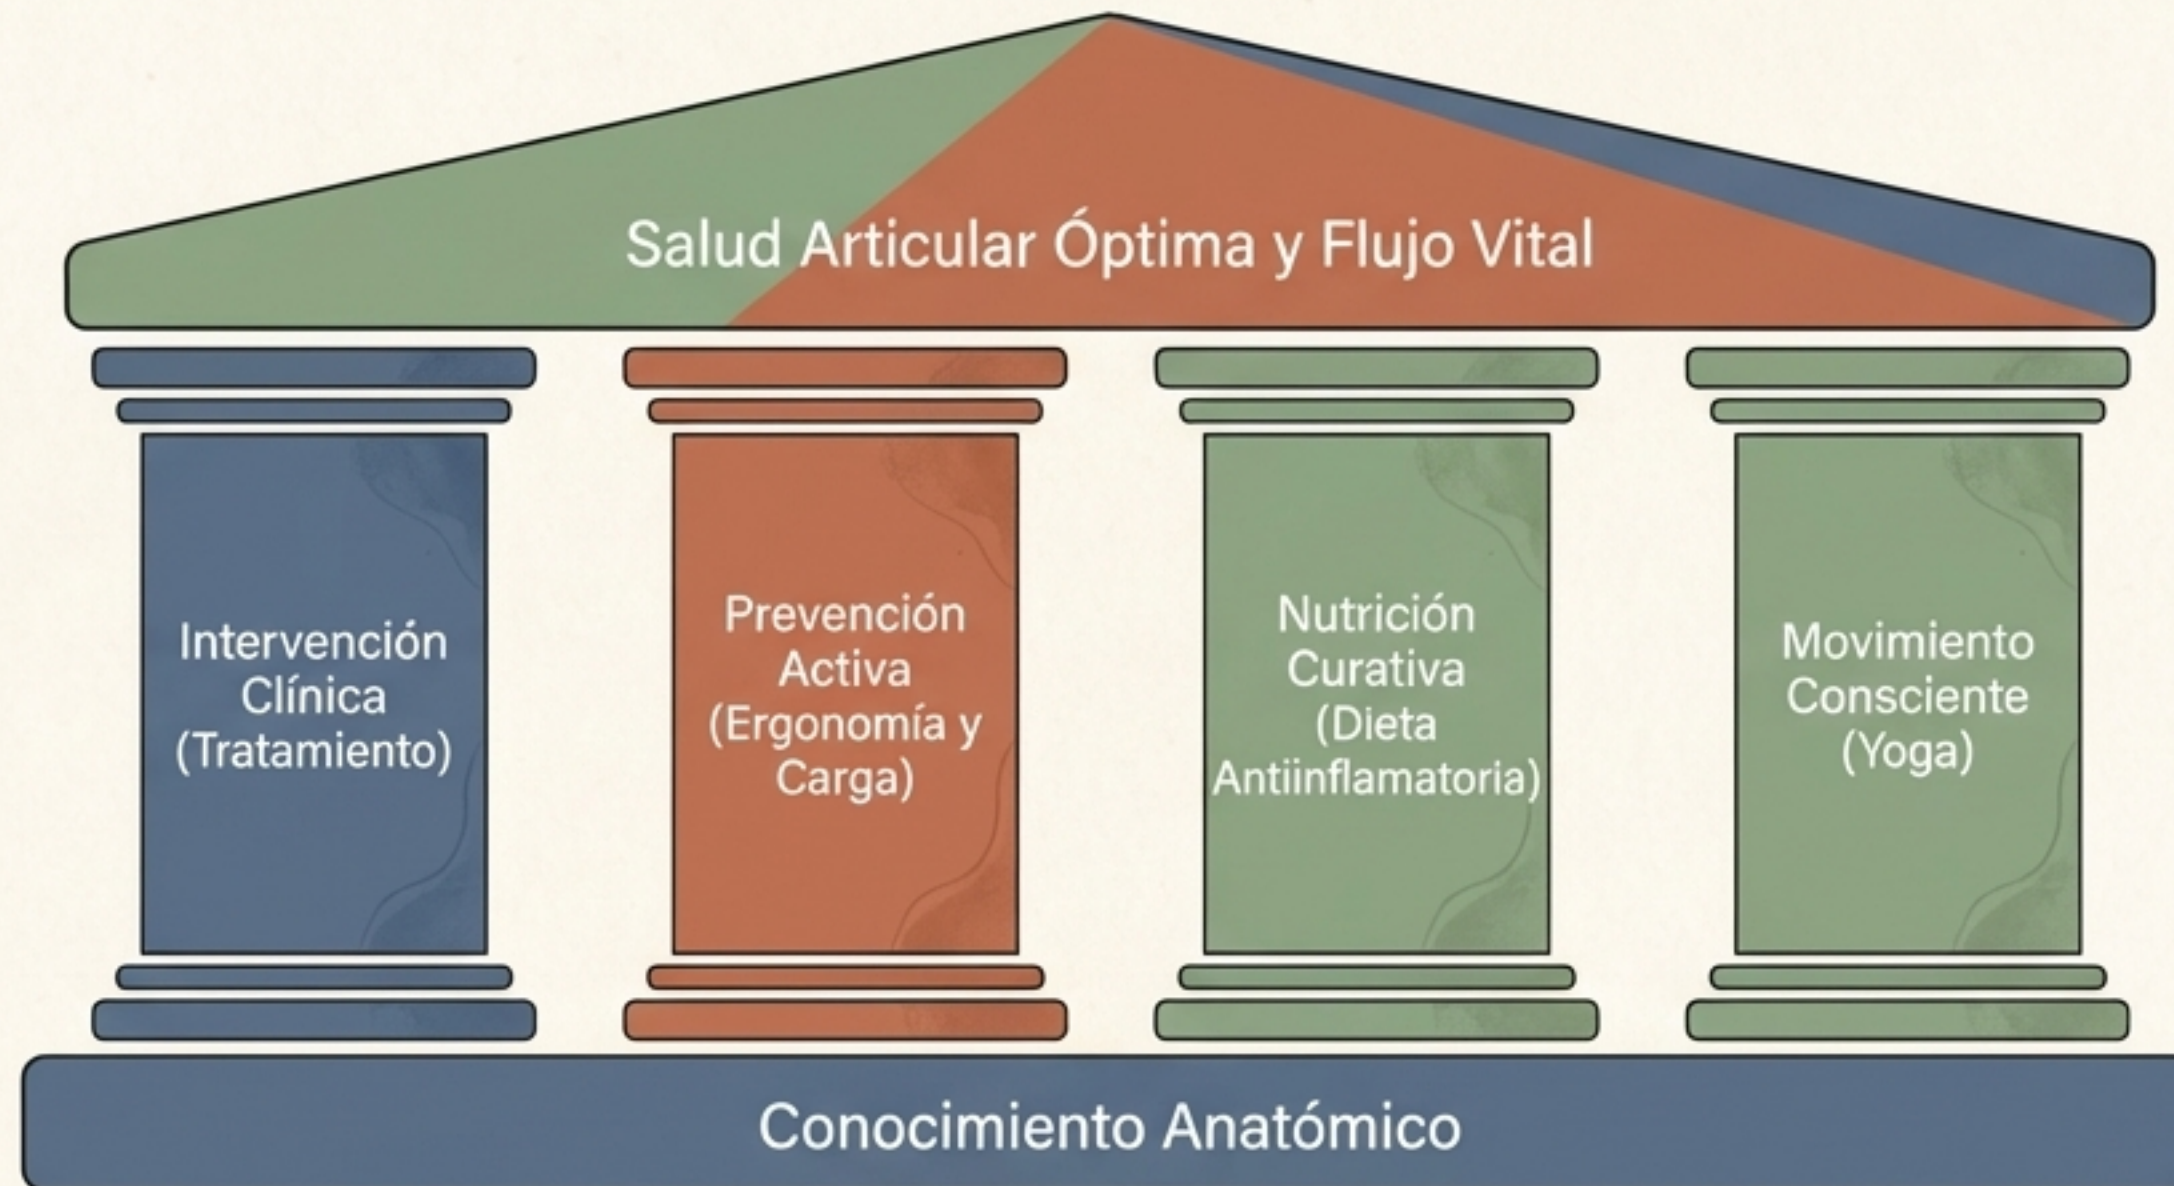 Salud Articular Óptima y Flujo Vital
Intervención
Clínica
(Tratamiento)
Prevención
Activa
(Ergonomía y
Carga)
Nutrición
Curativa
(Dieta
Antiinflamatoria)
Movimiento
Consciente
(Yoga)
Conocimiento Anatómico